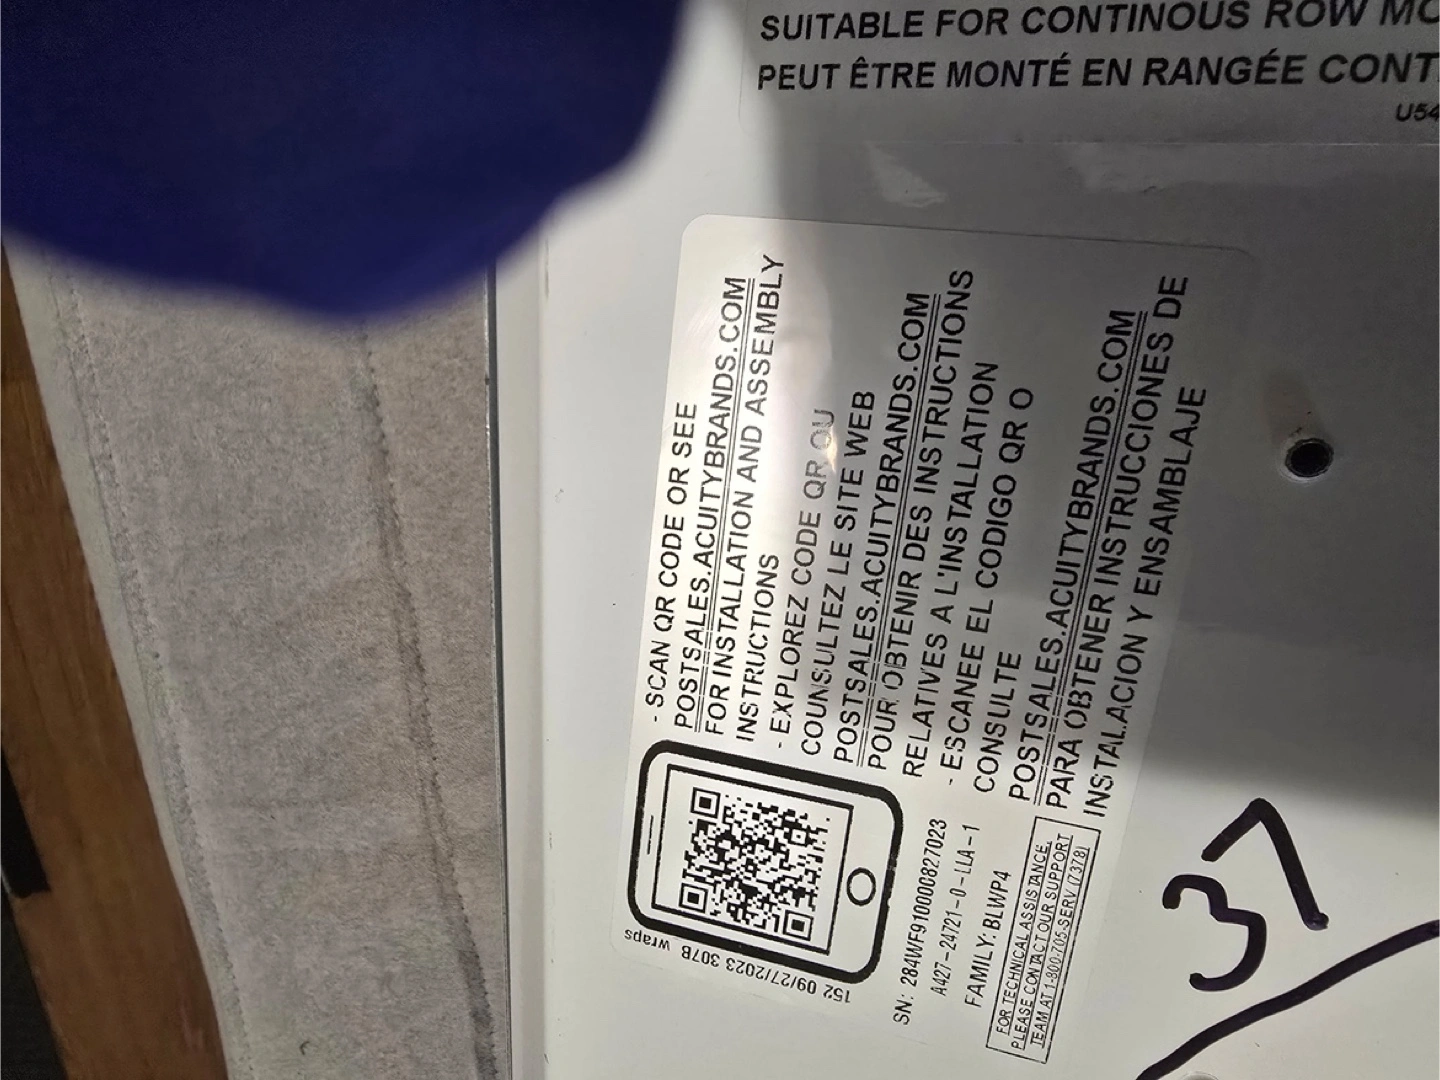 SUITABLE FOR CONTINOUS ROW
PEUT ÊTRE MONTÉ EN RANGÉE
- SCAN QR CODE OR SEE
POSTSALES.ACUITYBRANDS.COM
FOR INSTALLATION AND ASSEMBLY
INSTRUCTIONS
- EXPLOREZ CODE QR OU
COUNSULTEZ LE SITE WEB
POSTSALES.ACUITYBRANDS.COM
POUR OBTENIR DES INSTRUCTIONS
RELATIVES A L'INSTALLATION
- ESCANEE EL CODIGO QR O
CONSULTE
POSTSALES.ACUITYBRANDS.COM
PARA OBTENER INSTRUCCIONES DE
INSTALACION Y ENSAMBLAJE
152 09/27/2023 307B wraps
SN: 284WF910000C827023
A427-24721-0-LLA-1
FAMILY: BLWP4
FOR TECHNICAL ASSISTANCE,
PLEASE CONTACT OUR SUPPORT
TEAM AT 1-800-705-SERV (7378)
37